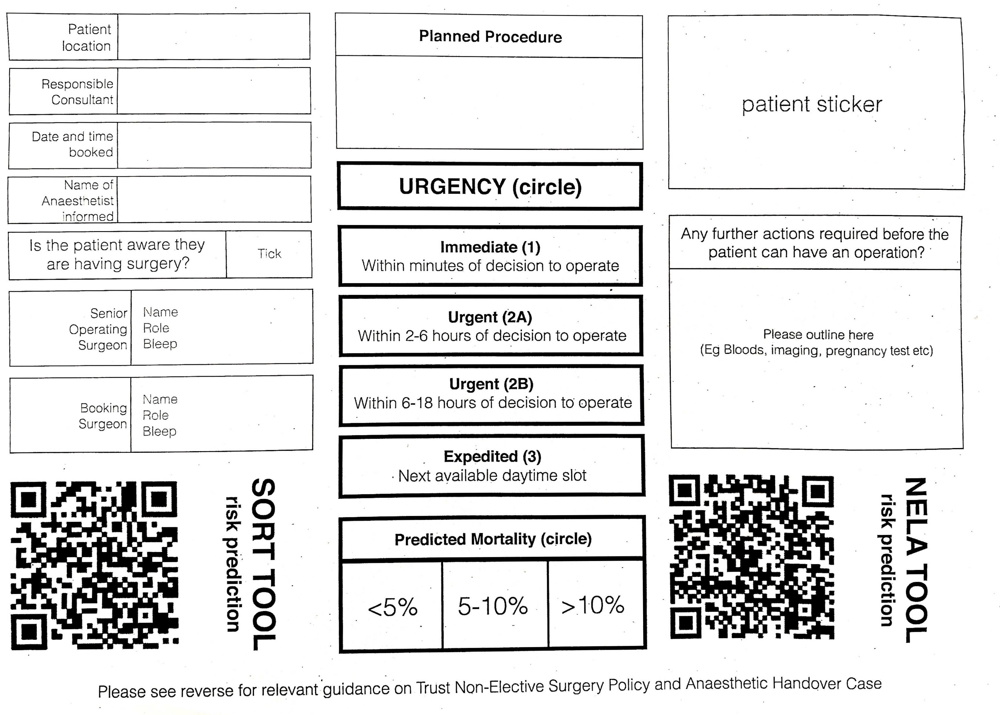 Patient
location
Responsible
Consultant
Date and time
booked
Name of
Anaesthetist
informed
Is the patient aware they
are having surgery?
Tick
Senior
Operating
Surgeon
Name
Role
Bleep
Booking
Surgeon
Name
Role
Bleep
SORT TOOL
risk prediction
Planned Procedure
URGENCY (circle)
Immediate (1)
Within minutes of decision to operate
Urgent (2A)
Within 2-6 hours of decision to operate
Urgent (2B)
Within 6-18 hours of decision to operate
Expedited (3)
Next available daytime slot
Predicted Mortality (circle)
<5%
5-10%
>10%
patient sticker
Any further actions required before the
patient can have an operation?
Please outline here
(Eg Bloods, imaging, pregnancy test etc)
NELA TOOL
risk prediction
Please see reverse for relevant guidance on Trust Non-Elective Surgery Policy and Anaesthetic Handover Case